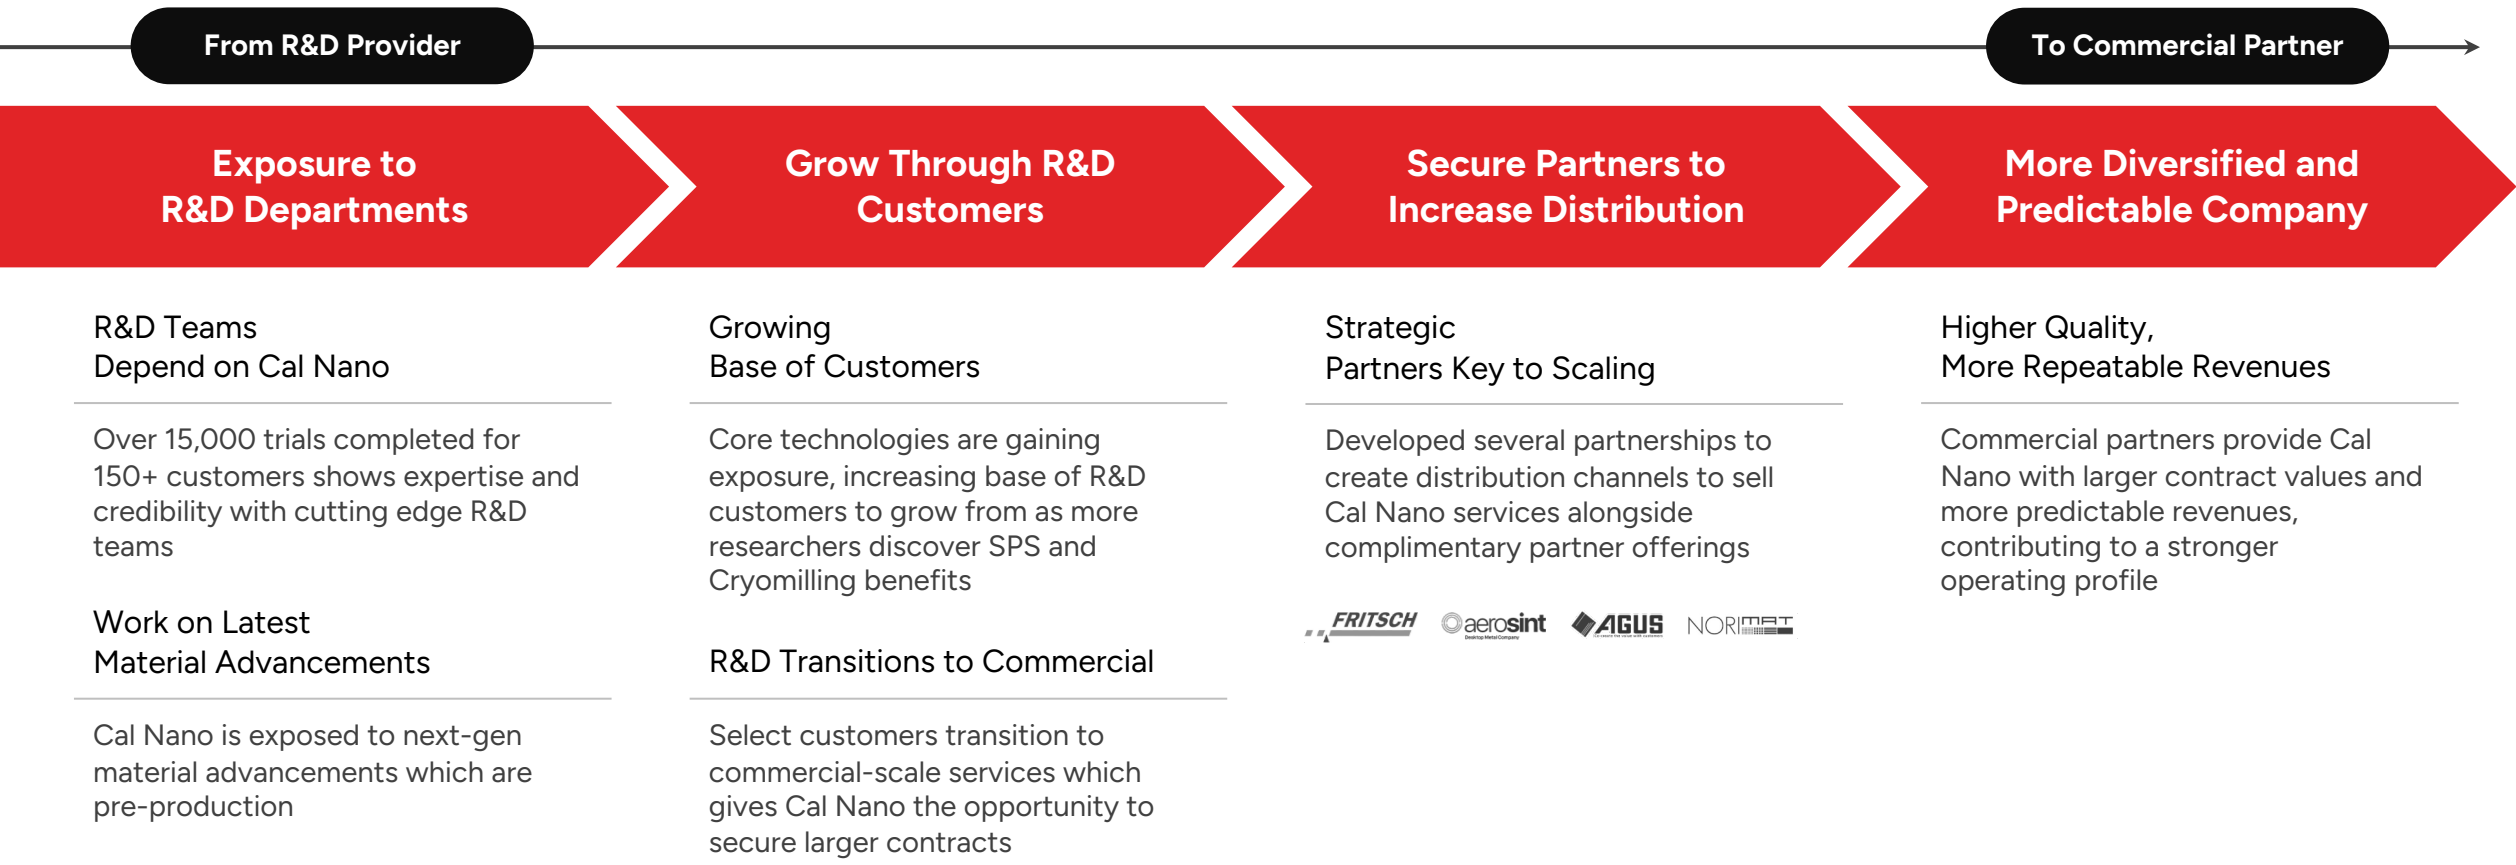 From R&D Provider
To Commercial Partner
Exposure to
R&D Departments
Grow Through R&D
Customers
Secure Partners to
Increase Distribution
More Diversified and
Predictable Company
R&D Teams
Depend on Cal Nano
Over 15,000 trials completed for
150+ customers shows expertise and
credibility with cutting edge R&D
teams
Work on Latest
Material Advancements
Cal Nano is exposed to next-gen
material advancements which are
pre-production
Growing
Base of Customers
Core technologies are gaining
exposure, increasing base of R&D
customers to grow from as more
researchers discover SPS and
Cryomilling benefits
R&D Transitions to Commercial
Select customers transition to
commercial-scale services which
gives Cal Nano the opportunity to
secure larger contracts
Strategic
Partners Key to Scaling
Developed several partnerships to
create distribution channels to sell
Cal Nano services alongside
complimentary partner offerings
FRITSCH
aerosint
Desktop Metal Company
AGUS
NORIMAT
Higher Quality,
More Repeatable Revenues
Commercial partners provide Cal
Nano with larger contract values and
more predictable revenues,
contributing to a stronger
operating profile